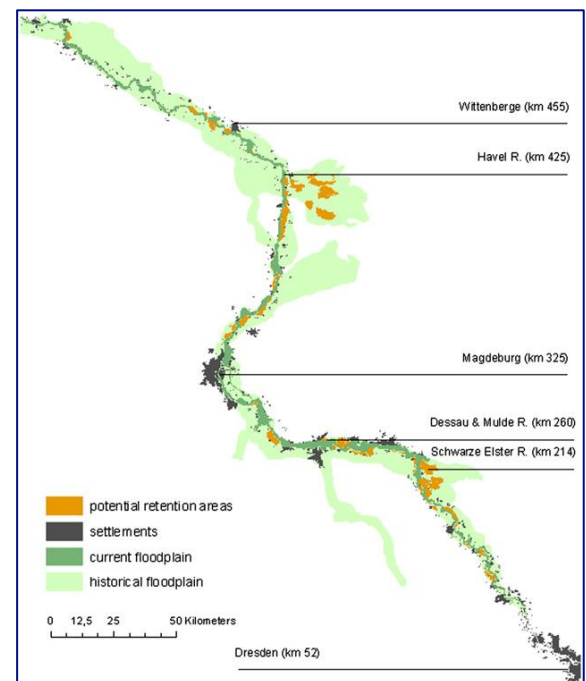 Wittenberge (km 455)
Havel R. (km 425)
Magdeburg (km 325)
Dessau & Mulde R. (km 260)
Schwarze Elster R. (km 214)
potential retention areas
settlements
current floodplain
historical floodplain
0 12,5 25 50 Kilometers
Dresden (km 52)